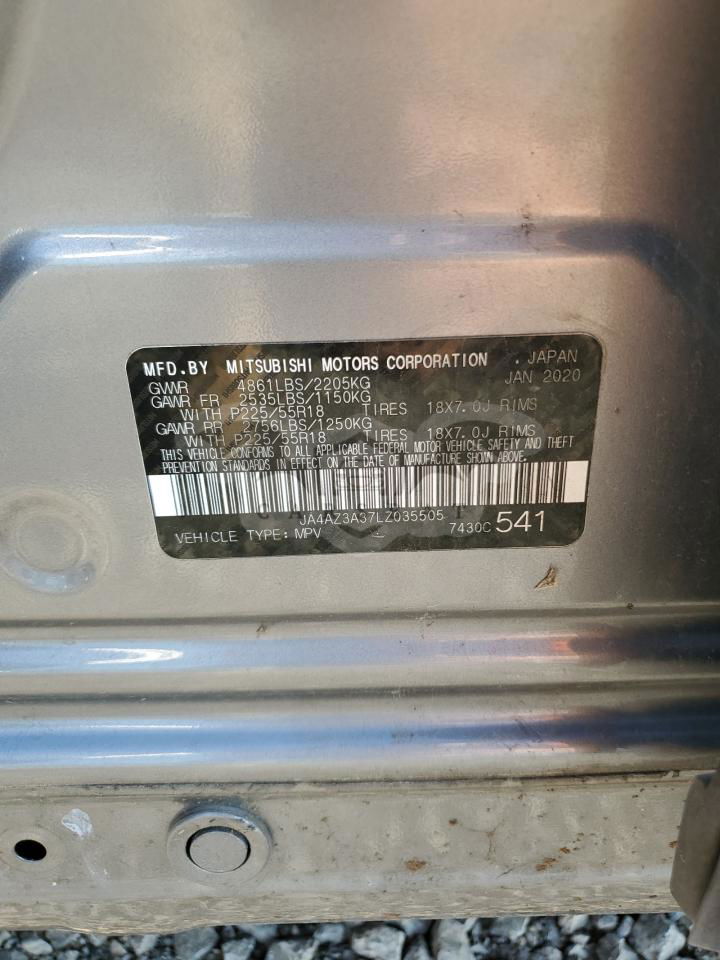 MFD.BY MITSUBISHI MOTORS CORPORATION . JAPAN
GVWR 4861LBS/2205KG JAN 2020
GAWR FR 2535LBS/1150KG
WITH P225/55R18 TIRES 18X7.0J RIMS
GAWR RR 2756LBS/1250KG
WITH P225/55R18 TIRES 18X7.0J RIMS
THIS VEHICLE CONFORMS TO ALL APPLICABLE FEDERAL MOTOR VEHICLE SAFETY AND THEFT
PREVENTION STANDARDS IN EFFECT ON THE DATE OF MANUFACTURE SHOWN ABOVE.
JA4AZ3A37LZ035505
VEHICLE TYPE: MPV 7430C 541